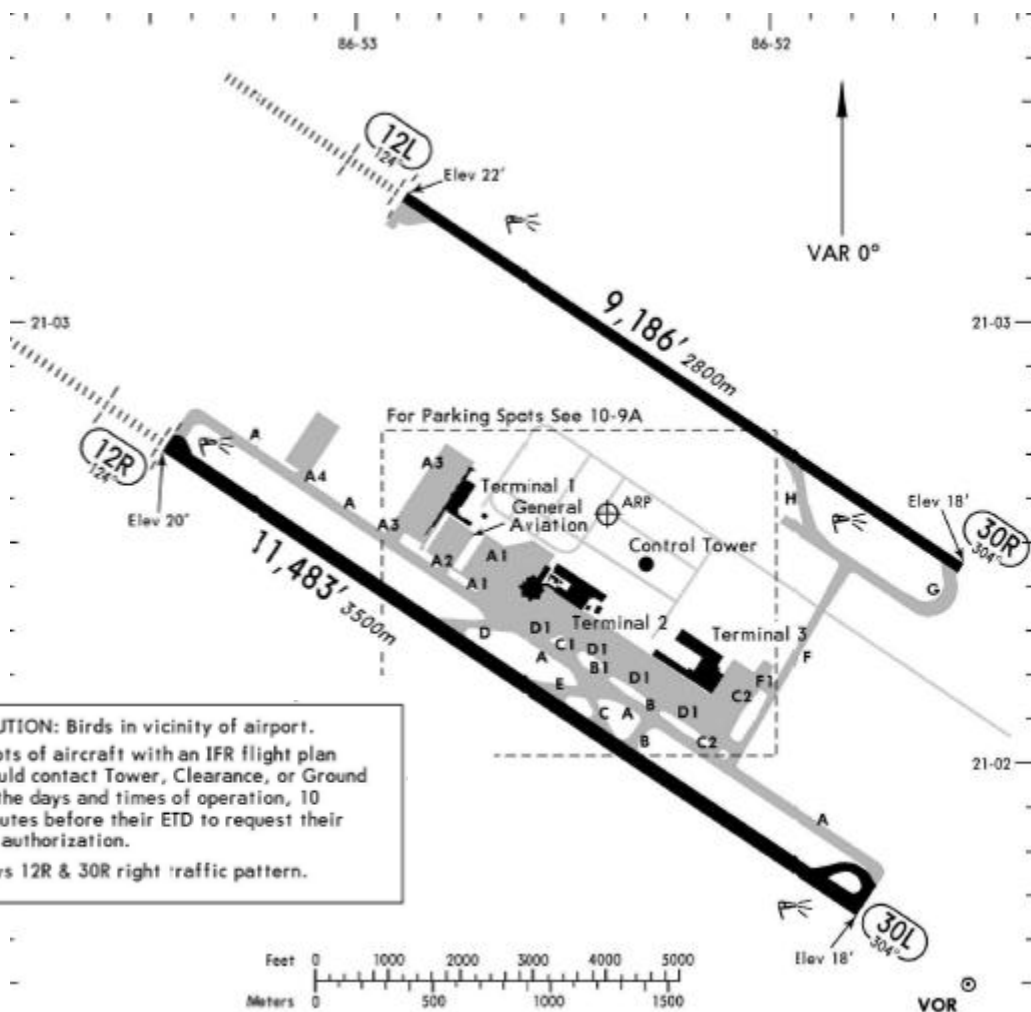 86-53
86-52
12L
124°
Elev 22'
VAR 0°
21-03
21-03
9,186' 2800m
For Parking Spots See 10-9A
12R
124°
A
A3
Terminal 1
ARP
H
Elev 18'
30R
304°
A4
General
Aviation
Elev 20'
A
A3
Control Tower
A2
A1
A1
G
11,483' 3500m
Terminal 2
D
D1
C1
D1
Terminal 3
A
B1
F
E
D1
F1
C2
B
C
A
D1
B
C2
UTION: Birds in vicinity of airport.
ots of aircraft with an IFR flight plan
uld contact Tower, Clearance, or Ground
the days and times of operation, 10
utes before their ETD to request their
authorization.
s 12R & 30R right traffic pattern.
21-02
A
30L
304°
Elev 18'
Feet 0 1000 2000 3000 4000 5000
Meters 0 500 1000 1500
VOR